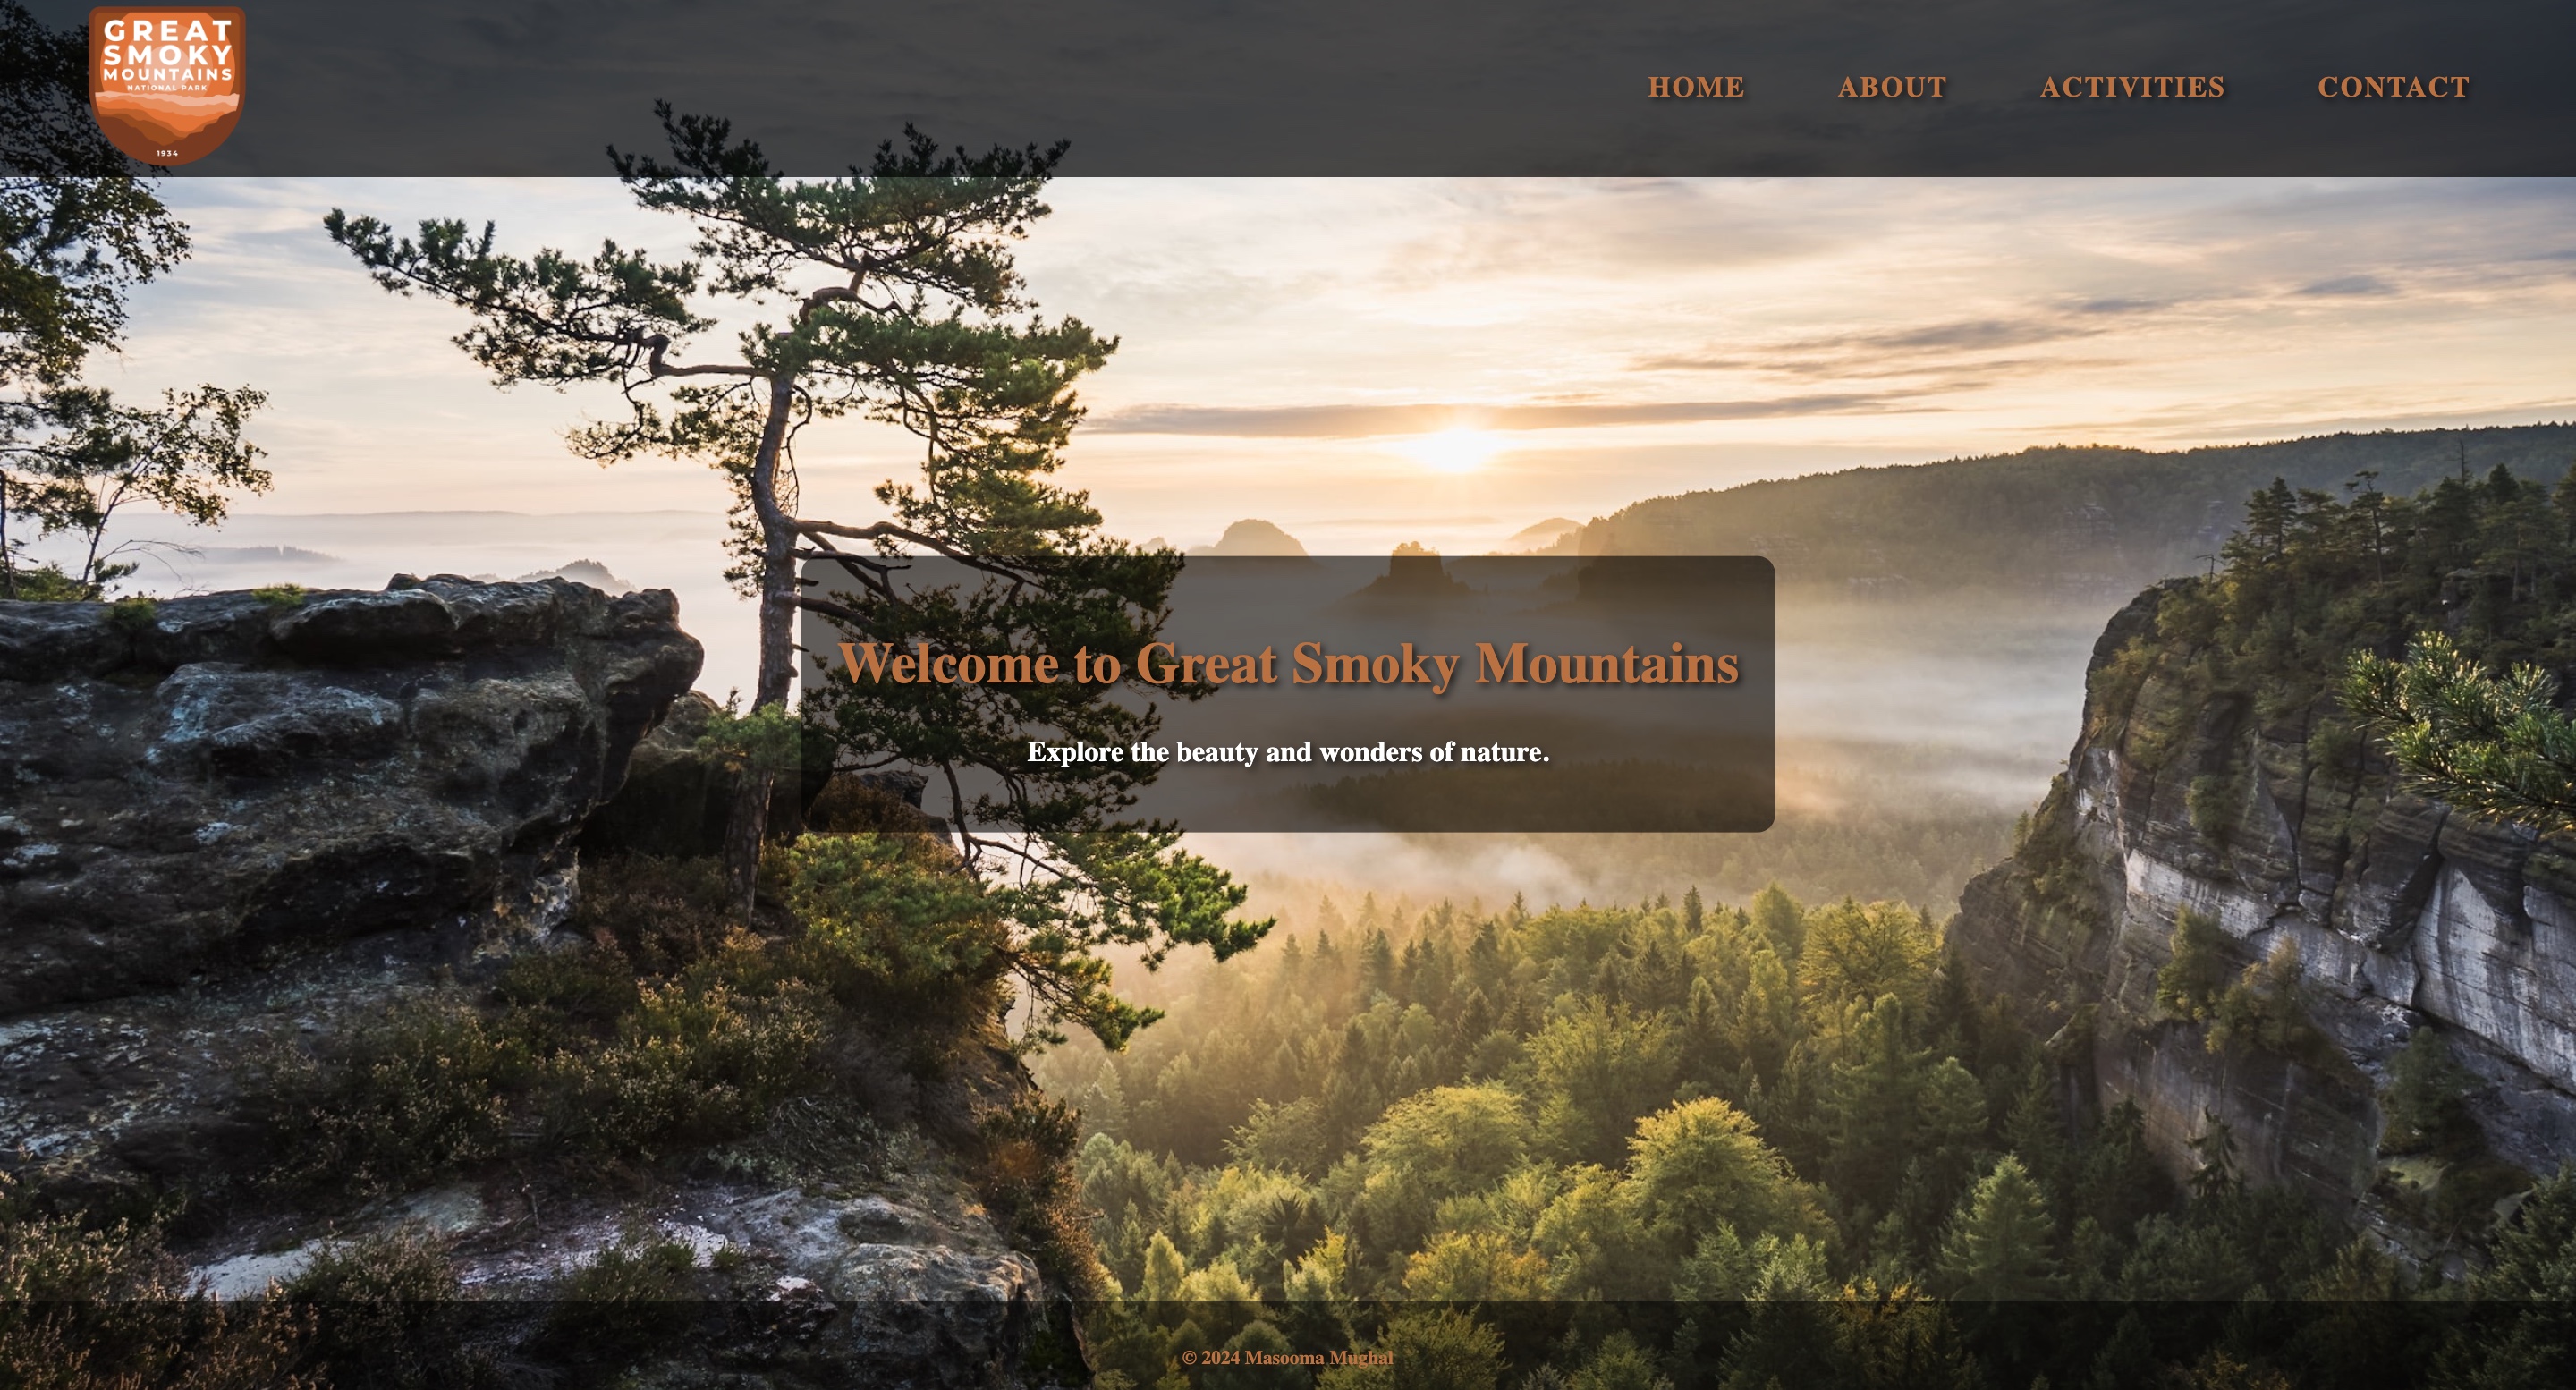 GREAT
SMOKY
MOUNTAINS
NATIONAL PARK
1934
HOME ABOUT ACTIVITIES CONTACT
Welcome to Great Smoky Mountains
Explore the beauty and wonders of nature.
© 2024 Masooma Mughal